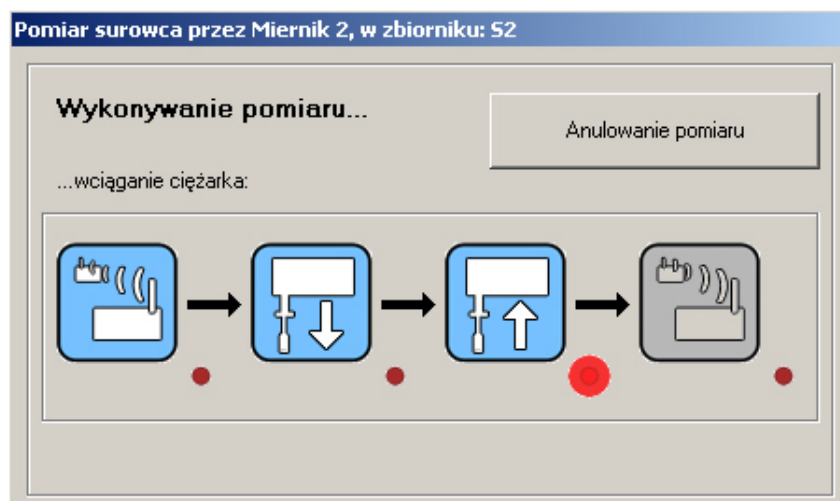 Pomiar surowca przez Miernik 2, w zbiorniku: S2
Wykonywanie pomiaru...
Anulowanie pomiaru
...wciąganie ciężarka: